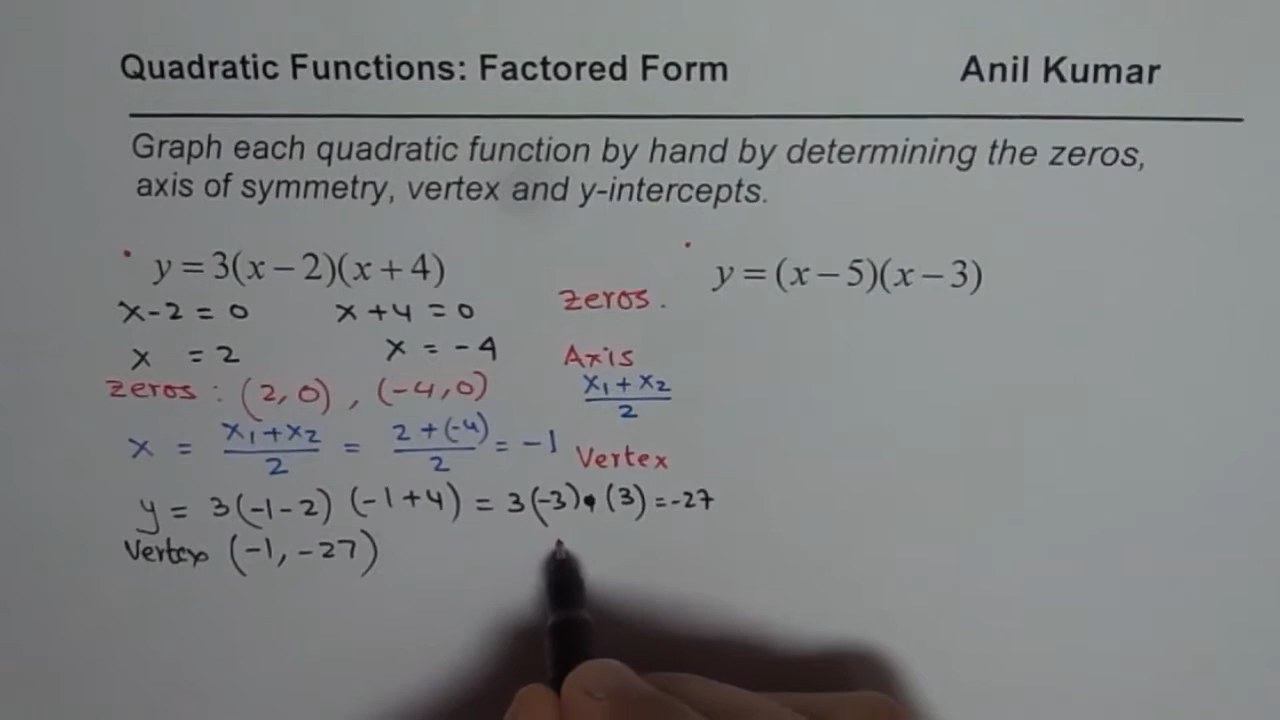 Quadratic Functions: Factored Form Anil Kumar
Graph each quadratic function by hand by determining the zeros,
axis of symmetry, vertex and y-intercepts.
y = 3(x − 2)(x + 4)
x - 2 = 0 x + 4 = 0
x = 2 x = - 4
zeros : (2, 0) , (-4, 0)
x = x₁ + x₂ / 2 = 2 + (-4) / 2 = -1
y = 3(-1-2) (-1+4) = 3(-3) • (3) = -27
Vertex (-1, -27)
zeros .
Axis
x₁ + x₂ / 2
Vertex
y = (x − 5)(x − 3)